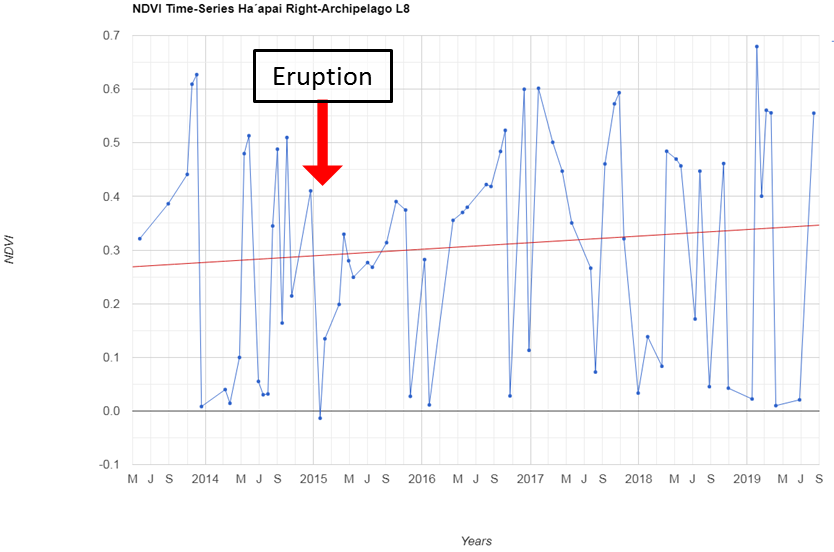 NDVI Time-Series Ha´apai Right-Archipelago L8
Eruption
NDVI
0.7
0.6
0.5
0.4
0.3
0.2
0.1
0.0
-0.1
M J S 2014 M J S 2015 M J S 2016 M J S 2017 M J S 2018 M J S 2019 M J S
Years